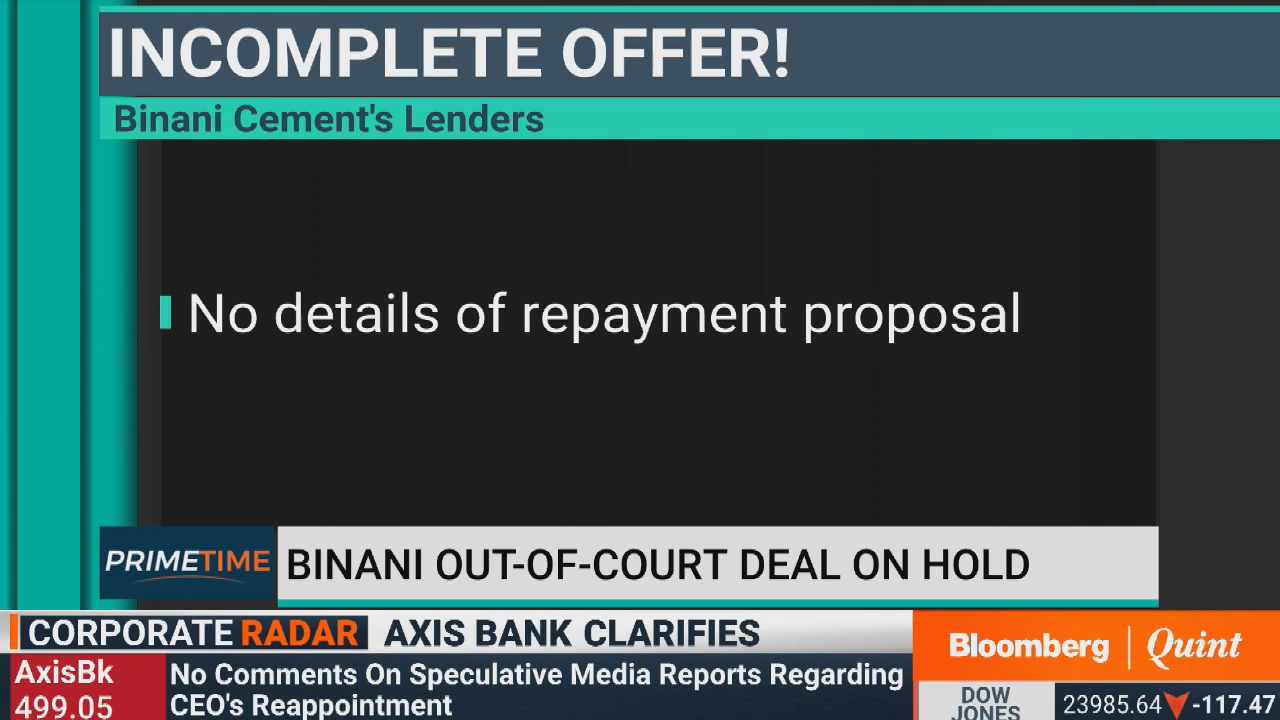 INCOMPLETE OFFER!
Binani Cement's Lenders
No details of repayment proposal
PRIMETIME
BINANI OUT-OF-COURT DEAL ON HOLD
CORPORATE RADAR
AXIS BANK CLARIFIES
AxisBk
499.05
No Comments On Speculative Media Reports Regarding
CEO's Reappointment
Bloomberg | Quint
DOW
JONES
23985.64
-117.47